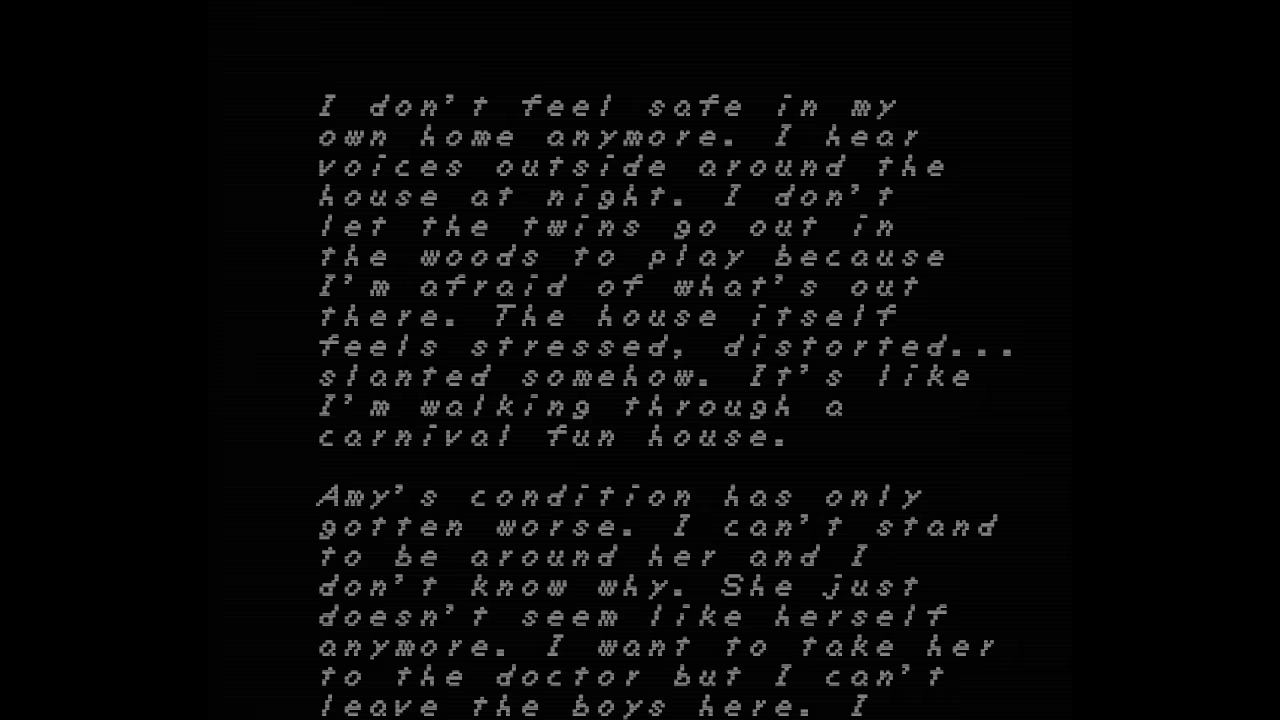 I don't feel safe in my
own home anymore. I hear
voices outside around the
house at night. I don't
let the twins go out in
the woods to play because
I'm afraid of what's out
there. The house itself
feels stressed, distorted...
slanted somehow. It's like
I'm walking through a
carnival fun house.
Amy's condition has only
gotten worse. I can't stand
to be around her and I
don't know why. She just
doesn't seem like herself
anymore. I want to take her
to the doctor but I can't
leave the boys here. I